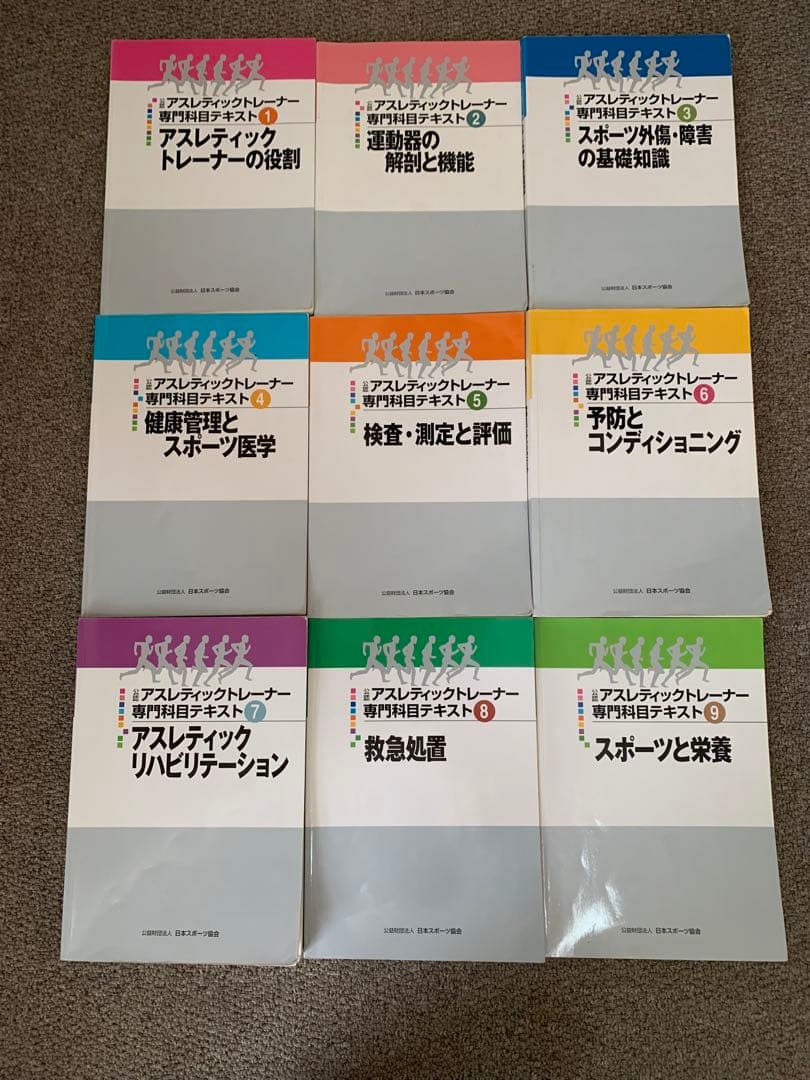 公認 アスレティックトレーナー
専門科目テキスト 1
アスレティック
トレーナーの役割
公益財団法人 日本スポーツ協会
公認 アスレティックトレーナー
専門科目テキスト 2
運動器の
解剖と機能
公益財団法人 日本スポーツ協会
公認 アスレティックトレーナー
専門科目テキスト 3
スポーツ外傷・障害
の基礎知識
公益財団法人 日本スポーツ協会
公認 アスレティックトレーナー
専門科目テキスト 4
健康管理と
スポーツ医学
公益財団法人 日本スポーツ協会
公認 アスレティックトレーナー
専門科目テキスト 5
検査・測定と評価
公益財団法人 日本スポーツ協会
公認 アスレティックトレーナー
専門科目テキスト 6
予防と
コンディショニング
公益財団法人 日本スポーツ協会
公認 アスレティックトレーナー
専門科目テキスト 7
アスレティック
リハビリテーション
公益財団法人 日本スポーツ協会
公認 アスレティックトレーナー
専門科目テキスト 8
救急処置
公益財団法人 日本スポーツ協会
公認 アスレティックトレーナー
専門科目テキスト 9
スポーツと栄養
公益財団法人 日本スポーツ協会